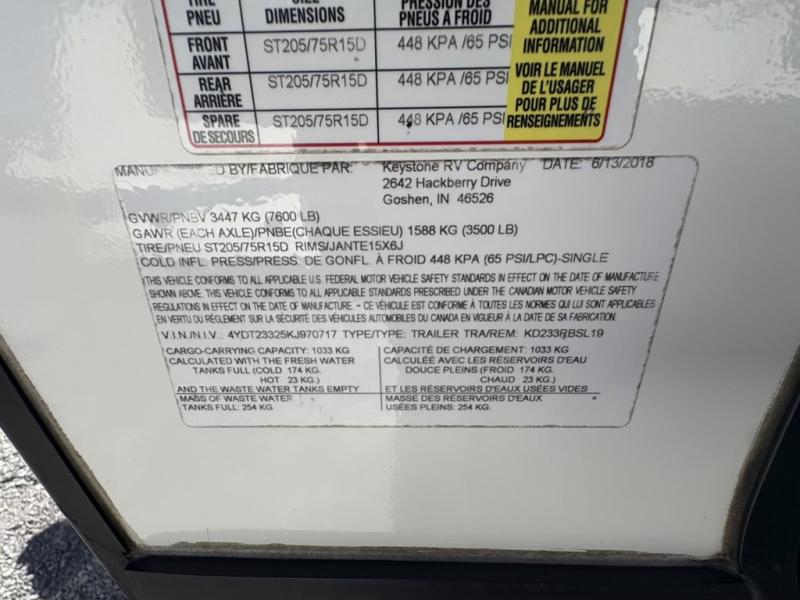 TIRE SIZE PRESSION DES MANUAL FOR
PNEU DIMENSIONS PNEUS À FROID ADDITIONAL
INFORMATION
FRONT
AVANT ST205/75R15D 448 KPA /65 PSI
VOIR LE MANUEL
DE L'USAGER
POUR PLUS DE
RENSEIGNEMENTS
REAR
ARRIÈRE ST205/75R15D 448 KPA /65 PSI
SPARE
DE SECOURS ST205/75R15D 448 KPA /65 PSI
BY/FABRIQUE PAR: Keystone RV Company DATE: 6/13/2018
2642 Hackberry Drive
Goshen, IN 46526
GVWR/PNBV 3447 KG (7600 LB)
GAWR (EACH AXLE)/PNBE(CHAQUE ESSIEU) 1588 KG (3500 LB)
TIRE/PNEU ST205/75R15D RIMS/JANTE15X6J
COLD INFL. PRESS/PRESS. DE GONFL. À FROID 448 KPA (65 PSI/LPC)-SINGLE
THIS VEHICLE CONFORMS TO ALL APPLICABLE U.S. FEDERAL MOTOR VEHICLE SAFETY STANDARDS IN EFFECT ON THE DATE OF MANUFACTURE
SHOWN ABOVE. THIS VEHICLE CONFORMS TO ALL APPLICABLE STANDARDS PRESCRIBED UNDER THE CANADIAN MOTOR VEHICLE SAFETY
REGULATIONS IN EFFECT ON THE DATE OF MANUFACTURE - CE VÉHICULE EST CONFORME À TOUTES LES NORMES QUI LUI SONT APPLICABLES
EN VERTU DU RÈGLEMENT SUR LA SÉCURITÉ DES VÉHICULES AUTOMOBILES DU CANADA EN VIGUEUR À LA DATE DE SA FABRICATION.
V.I.N./N.I.V.: 4YDT23325KJ970717 TYPE/TYPE: TRAILER TRA/REM: KD233RBSL19
CARGO-CARRYING CAPACITY: 1033 KG
CALCULATED WITH THE FRESH WATER
TANKS FULL (COLD 174 KG.
HOT 23 KG.)
AND THE WASTE WATER TANKS EMPTY
MASS OF WASTE WATER
TANKS FULL: 254 KG
CAPACITÉ DE CHARGEMENT: 1033 KG
CALCULÉE AVEC LES RÉSERVOIRS D'EAU
DOUCE PLEINS (FROID 174 KG.
CHAUD 23 KG.)
ET LES RÉSERVOIRS D'EAUX USÉES VIDES
MASSE DES RÉSERVOIRS D'EAUX
USÉES PLEINS: 254 KG.